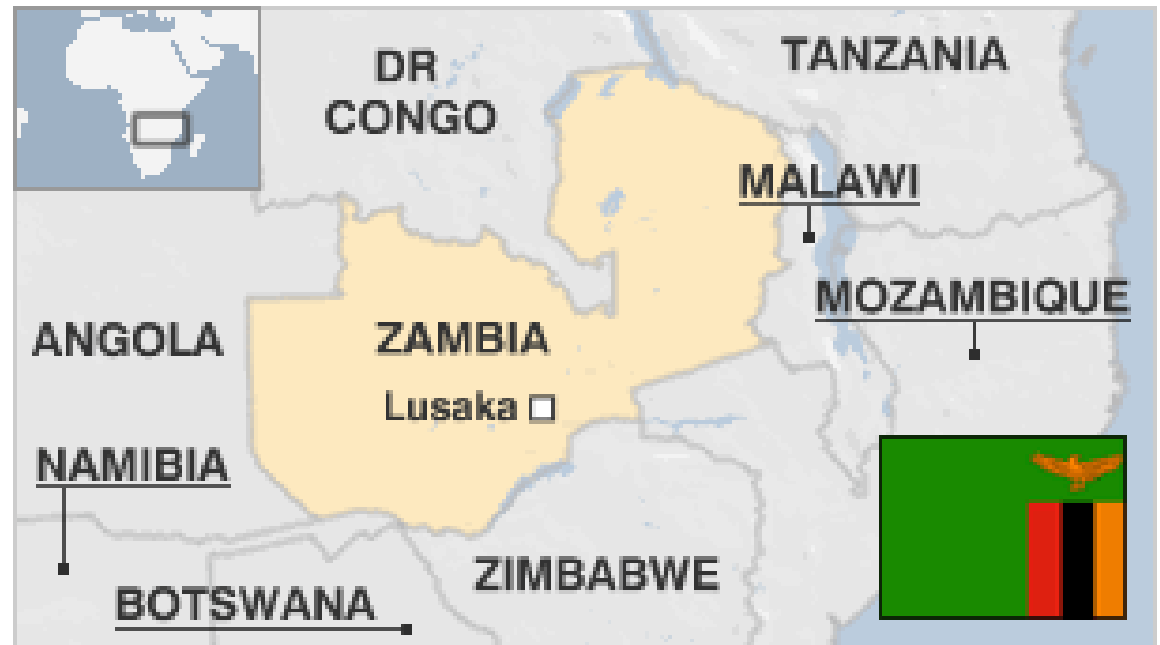 DR
CONGO
TANZANIA
MALAWI
MOZAMBIQUE
ANGOLA
ZAMBIA
Lusaka
NAMIBIA
ZIMBABWE
BOTSWANA